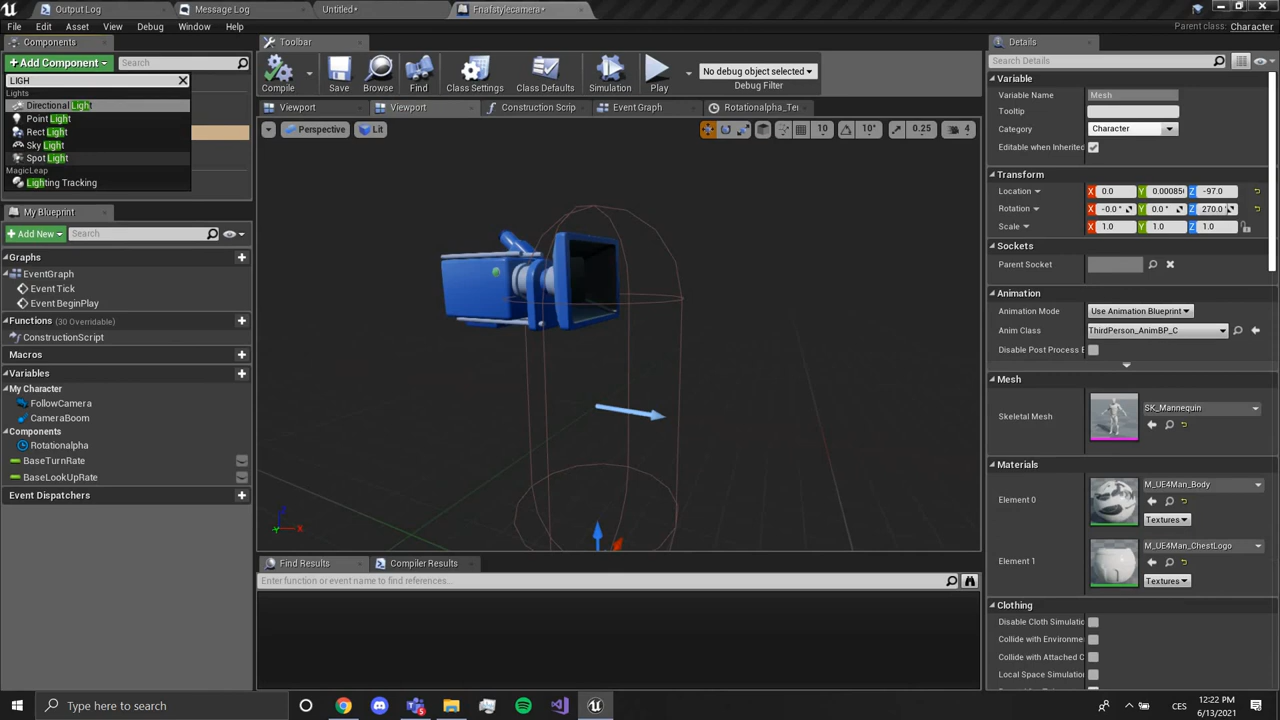 Output Log
Message Log
Untitled*
Fnafstylecamera*
File Edit Asset View Debug Window Help
Parent class: Character
Components
+Add Component
Search
LIGH
Lights
Directional Light
Point Light
Rect Light
Sky Light
Spot Light
MagicLeap
Lighting Tracking
My Blueprint
+Add New
Search
Graphs
EventGraph
Event Tick
Event BeginPlay
Functions (30 Overridable)
ConstructionScript
Macros
Variables
My Character
FollowCamera
CameraBoom
Components
Rotationalpha
BaseTurnRate
BaseLookUpRate
Event Dispatchers
Toolbar
Compile
Save
Browse
Find
Class Settings
Class Defaults
Simulation
Play
No debug object selected
Debug Filter
Viewport
Viewport
Construction Scrip
Event Graph
Rotationalpha_Te
Perspective
Lit
10
10°
0.25
4
Z
X
Y
Find Results
Compiler Results
Enter function or event name to find references...
Details
Search Details
Variable
Variable Name Mesh
Tooltip
Category Character
Editable when Inherited
Transform
Location X 0.0 Y 0.00085 Z -97.0
Rotation X -0.0 ° Y 0.0 ° Z 270.0 °
Scale X 1.0 Y 1.0 Z 1.0
Sockets
Parent Socket
Animation
Animation Mode Use Animation Blueprint
Anim Class ThirdPerson_AnimBP_C
Disable Post Process B
Mesh
Skeletal Mesh SK_Mannequin
Materials
Element 0 M_UE4Man_Body
Textures
Element 1 M_UE4Man_ChestLogo
Textures
Clothing
Disable Cloth Simulatio
Collide with Environme
Collide with Attached C
Local Space Simulation
Type here to search
CES
12:22 PM
6/13/2021